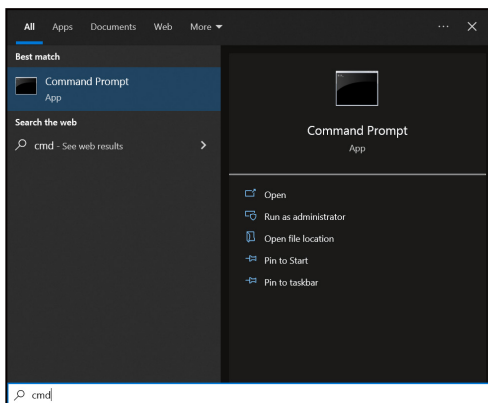 All Apps Documents Web More
Best match
Command Prompt
App
Search the web
cmd - See web results
Command Prompt
App
Open
Run as administrator
Open file location
Pin to Start
Pin to taskbar
cmd